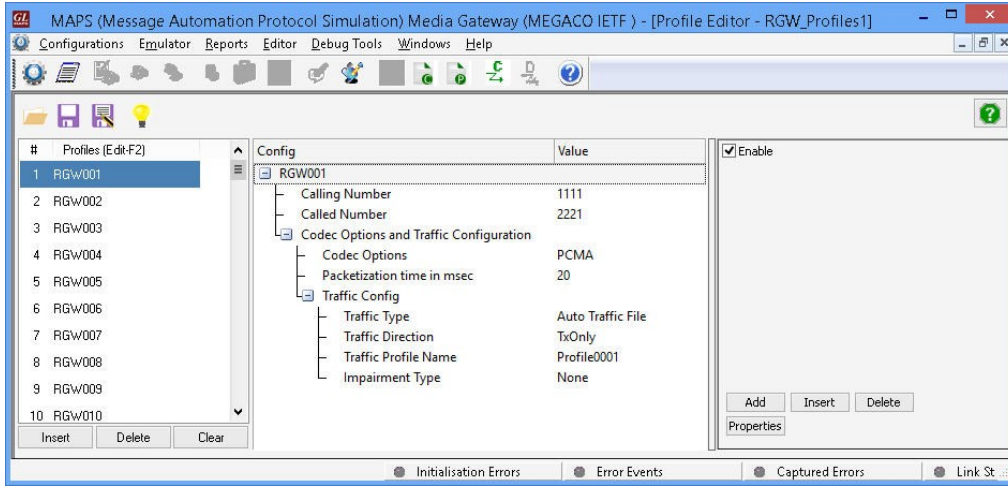 GL MAPS (Message Automation Protocol Simulation) Media Gateway (MEGACO IETF ) - [Profile Editor - RGW_Profiles1]
Configurations Emulator Reports Editor Debug Tools Windows Help
# Profiles (Edit-F2)
1 RGW001
2 RGW002
3 RGW003
4 RGW004
5 RGW005
6 RGW006
7 RGW007
8 RGW008
9 RGW009
10 RGW010
Insert Delete Clear
Config Value
RGW001
Calling Number 1111
Called Number 2221
Codec Options and Traffic Configuration
Codec Options PCMA
Packetization time in msec 20
Traffic Config
Traffic Type Auto Traffic File
Traffic Direction TxOnly
Traffic Profile Name Profile0001
Impairment Type None
Enable
Add Insert Delete
Properties
Initialisation Errors Error Events Captured Errors Link St